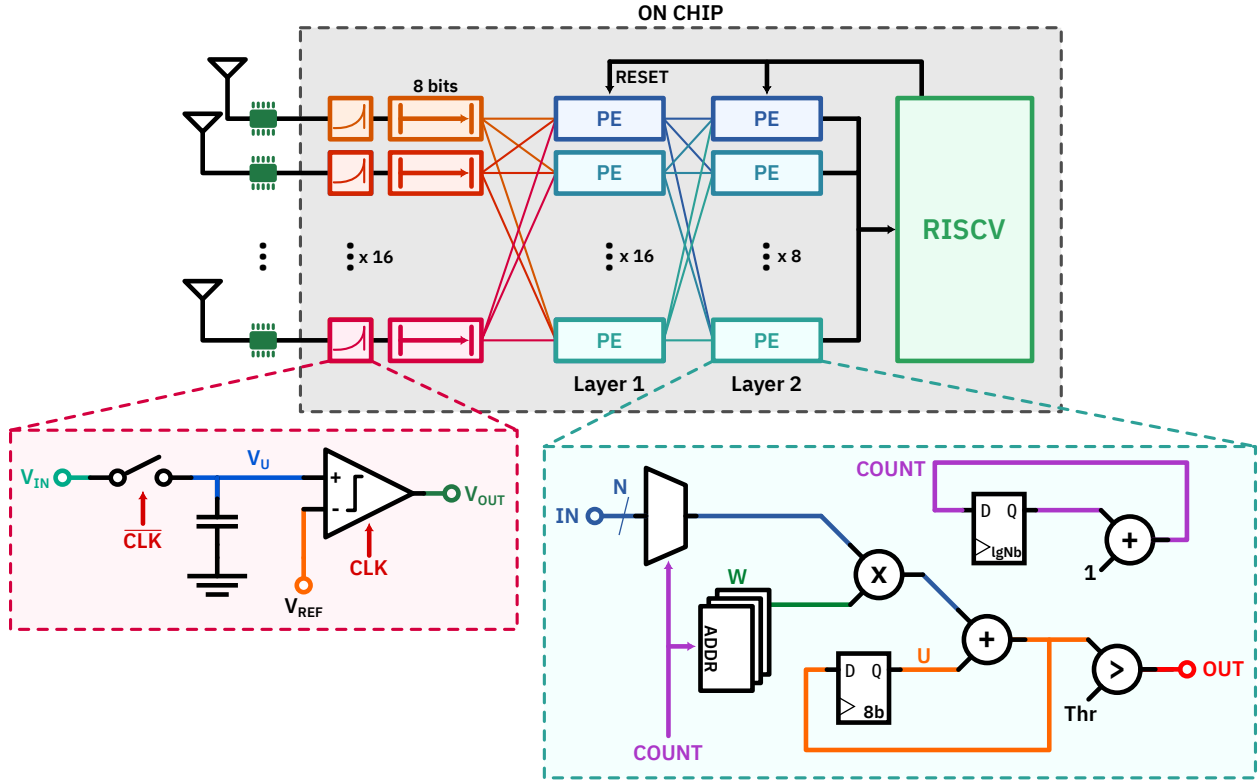 ON CHIP
8 bits
RESET
PE
PE
PE
PE
RISCV
x 16
x 16
x 8
PE
PE
Layer 1
Layer 2
V_IN
V_U
+
-
V_OUT
CLK
CLK
V_REF
COUNT
D Q
lgNb
+
1
IN
N
X
W
ADDR
+
U
D Q
8b
>
OUT
Thr
COUNT